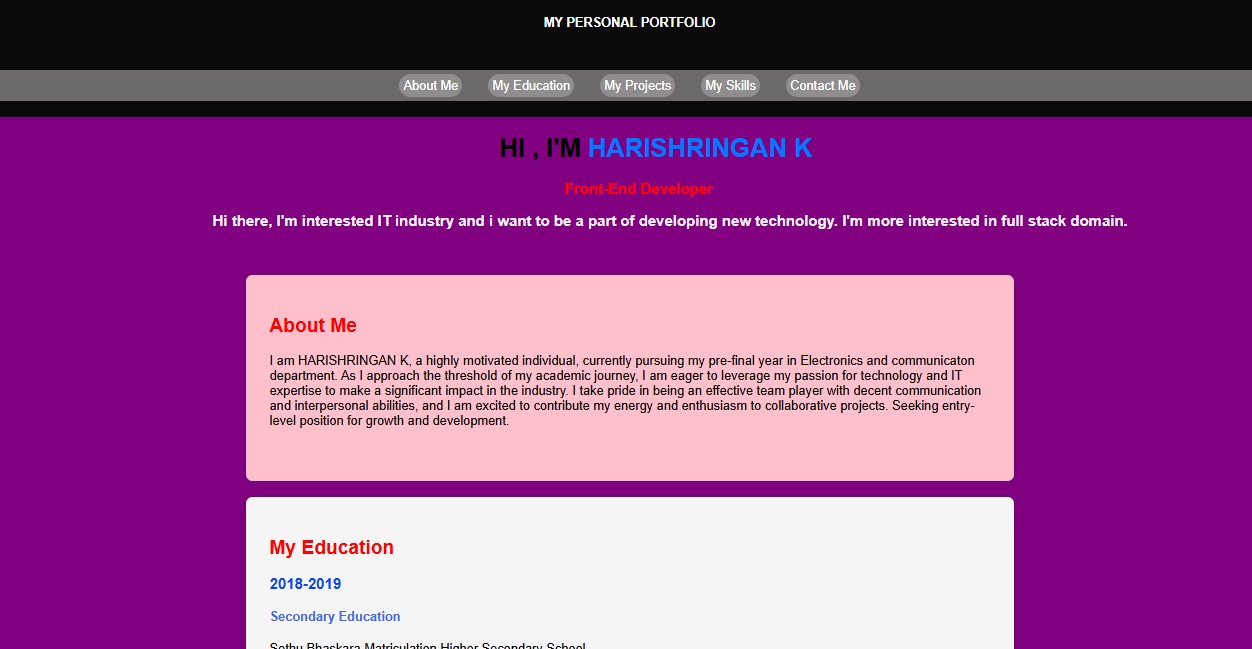 MY PERSONAL PORTFOLIO
About Me My Education My Projects My Skills Contact Me
HI , I'M HARISHRINGAN K
Front-End Developer
Hi there, I'm interested IT industry and i want to be a part of developing new technology. I'm more interested in full stack domain.
About Me
I am HARISHRINGAN K, a highly motivated individual, currently pursuing my pre-final year in Electronics and communicaton
department. As I approach the threshold of my academic journey, I am eager to leverage my passion for technology and IT
expertise to make a significant impact in the industry. I take pride in being an effective team player with decent communication
and interpersonal abilities, and I am excited to contribute my energy and enthusiasm to collaborative projects. Seeking entry-
level position for growth and development.
My Education
2018-2019
Secondary Education
Sethu Bhaskara Matriculation Higher Secondary School